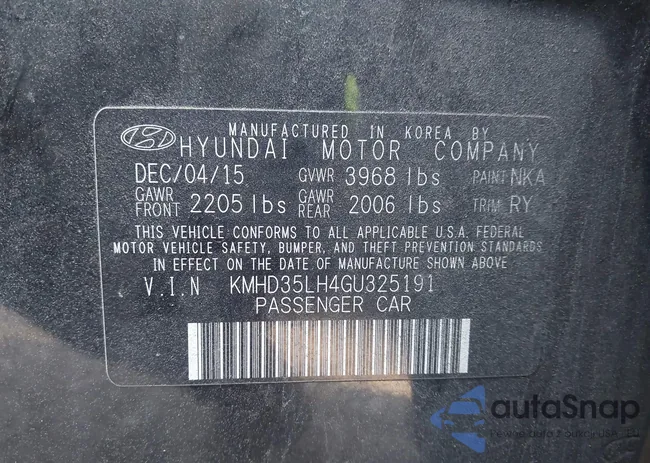 MANUFACTURED IN KOREA BY
HYUNDAI MOTOR COMPANY
DEC/04/15 GVWR 3968 lbs PAINT NKA
GAWR FRONT 2205 lbs GAWR REAR 2006 lbs TRIM RY
THIS VEHICLE CONFORMS TO ALL APPLICABLE U.S.A. FEDERAL
MOTOR VEHICLE SAFETY, BUMPER, AND THEFT PREVENTION STANDARDS
IN EFFECT ON THE DATE OF MANUFACTURE SHOWN ABOVE
V.I.N KMHD35LH4GU325191
PASSENGER CAR
autaSnap